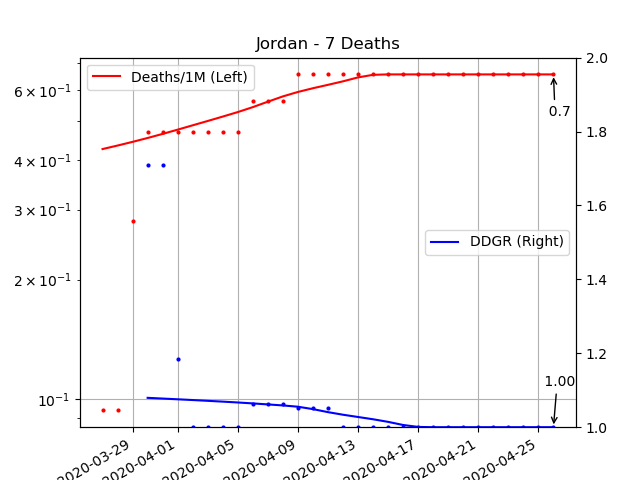 Jordan - 7 Deaths
Deaths/1M (Left)
DDGR (Right)
6 × 10⁻¹
4 × 10⁻¹
3 × 10⁻¹
2 × 10⁻¹
10⁻¹
2.0
1.8
1.6
1.4
1.2
1.0
0.7
1.00
2020-03-29
2020-04-01
2020-04-05
2020-04-09
2020-04-13
2020-04-17
2020-04-21
2020-04-25